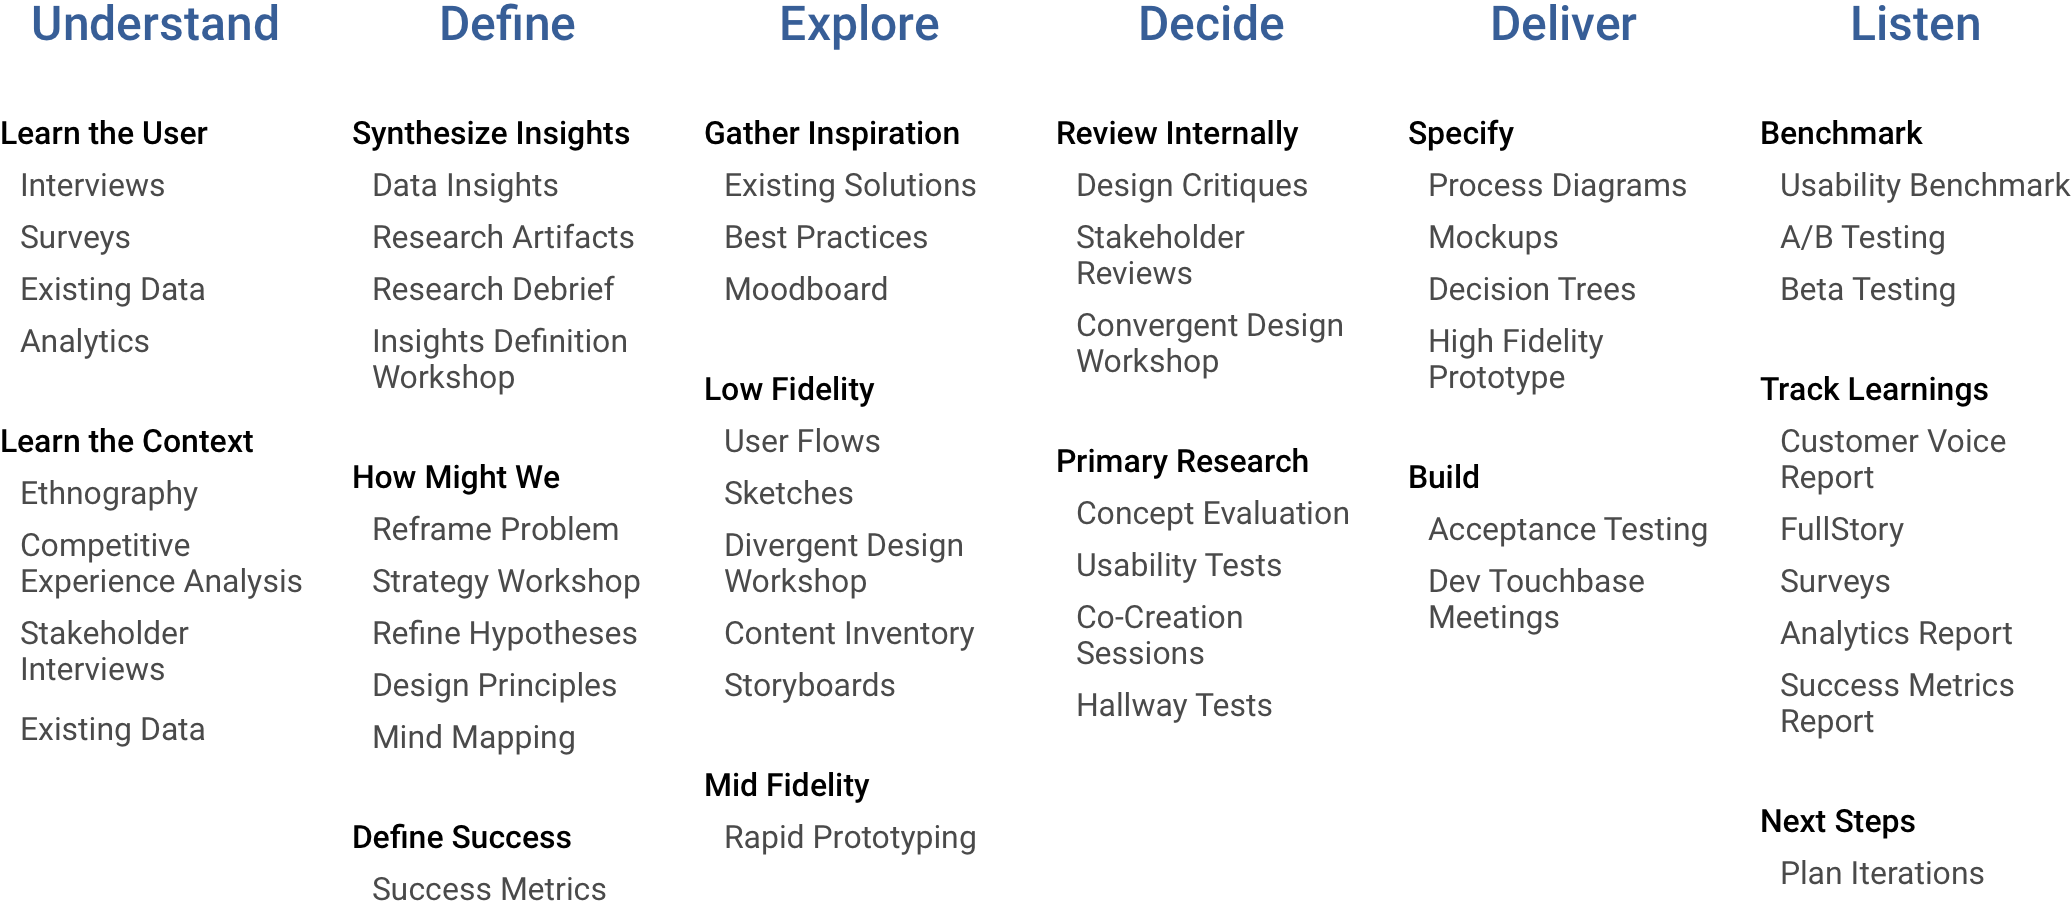 Understand
Learn the User
Interviews
Surveys
Existing Data
Analytics
Learn the Context
Ethnography
Competitive
Experience Analysis
Stakeholder
Interviews
Existing Data
Define
Synthesize Insights
Data Insights
Research Artifacts
Research Debrief
Insights Definition
Workshop
How Might We
Reframe Problem
Strategy Workshop
Refine Hypotheses
Design Principles
Mind Mapping
Define Success
Success Metrics
Explore
Gather Inspiration
Existing Solutions
Best Practices
Moodboard
Low Fidelity
User Flows
Sketches
Divergent Design
Workshop
Content Inventory
Storyboards
Mid Fidelity
Rapid Prototyping
Decide
Review Internally
Design Critiques
Stakeholder
Reviews
Convergent Design
Workshop
Primary Research
Concept Evaluation
Usability Tests
Co-Creation
Sessions
Hallway Tests
Deliver
Specify
Process Diagrams
Mockups
Decision Trees
High Fidelity
Prototype
Build
Acceptance Testing
Dev Touchbase
Meetings
Listen
Benchmark
Usability Benchmark
A/B Testing
Beta Testing
Track Learnings
Customer Voice
Report
FullStory
Surveys
Analytics Report
Success Metrics
Report
Next Steps
Plan Iterations